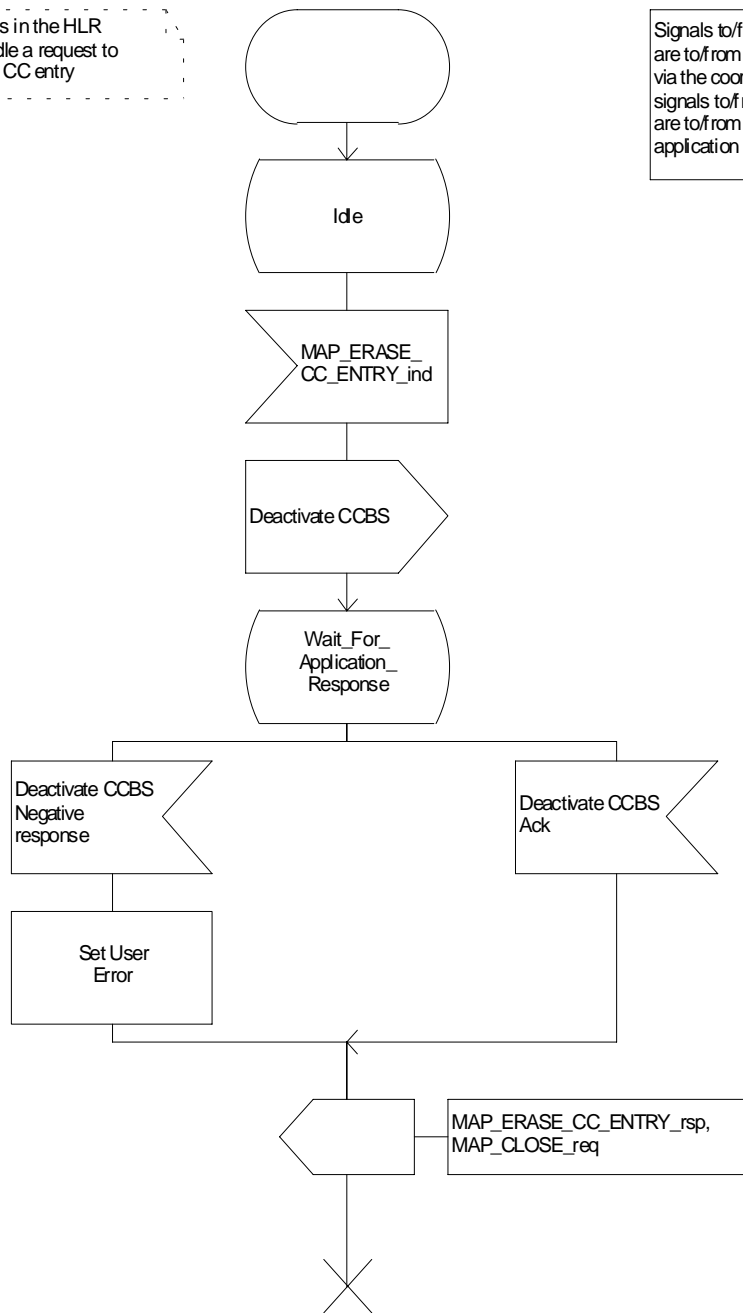 s in the HLR
dle a request to
CC entry
Signals to/f
are to/from
via the coor
signals to/fr
are to/from
application
Idle
MAP_ERASE_
CC_ENTRY_ind
Deactivate CCBS
Wait_For_
Application_
Response
Deactivate CCBS
Negative
response
Deactivate CCBS
Ack
Set User
Error
MAP_ERASE_CC_ENTRY_rsp,
MAP_CLOSE_req